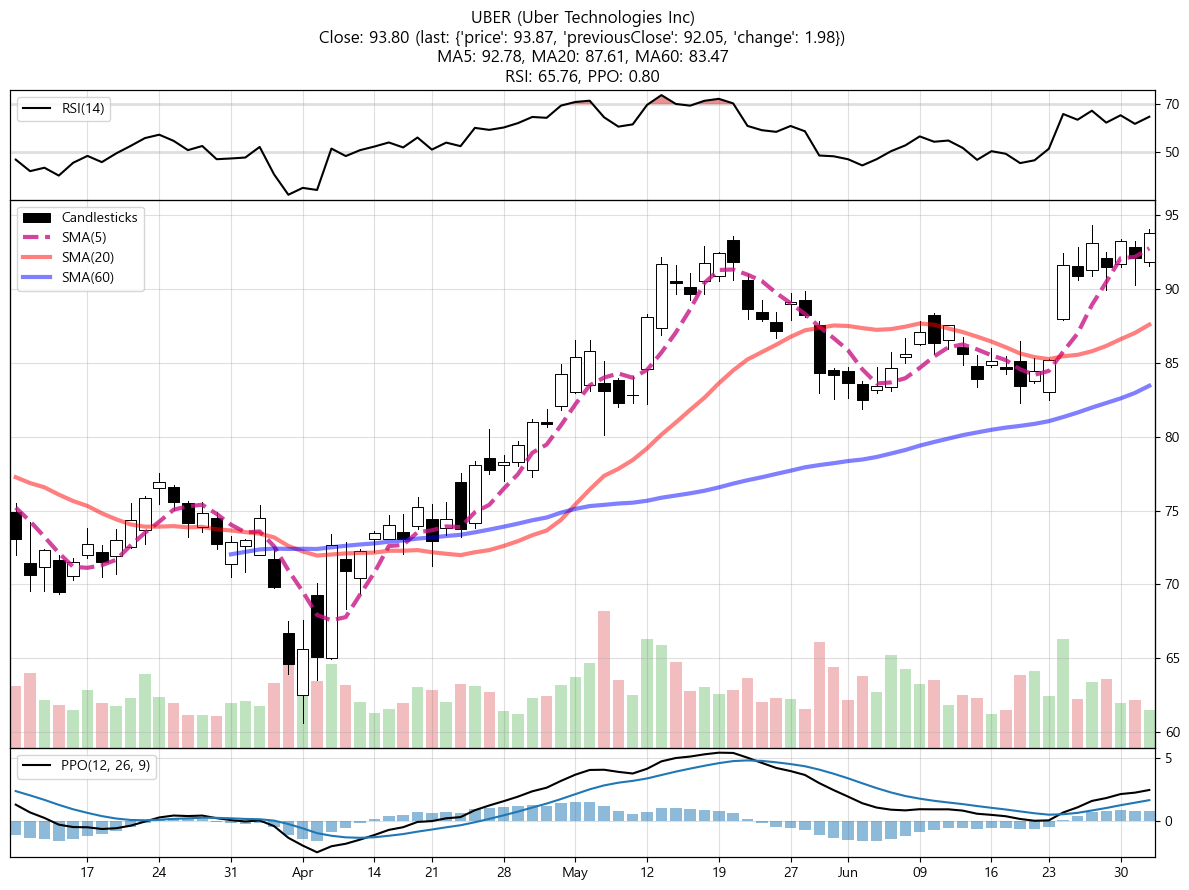 UBER (Uber Technologies Inc)
Close: 93.80 (last: {'price': 93.87, 'previousClose': 92.05, 'change': 1.98})
MA5: 92.78, MA20: 87.61, MA60: 83.47
RSI: 65.76, PPO: 0.80
RSI(14)
70
50
Candlesticks
SMA(5)
SMA(20)
SMA(60)
95
90
85
80
75
70
65
60
PPO(12, 26, 9)
5
0
17 24 31 Apr 14 21 28 May 12 19 27 Jun 09 16 23 30